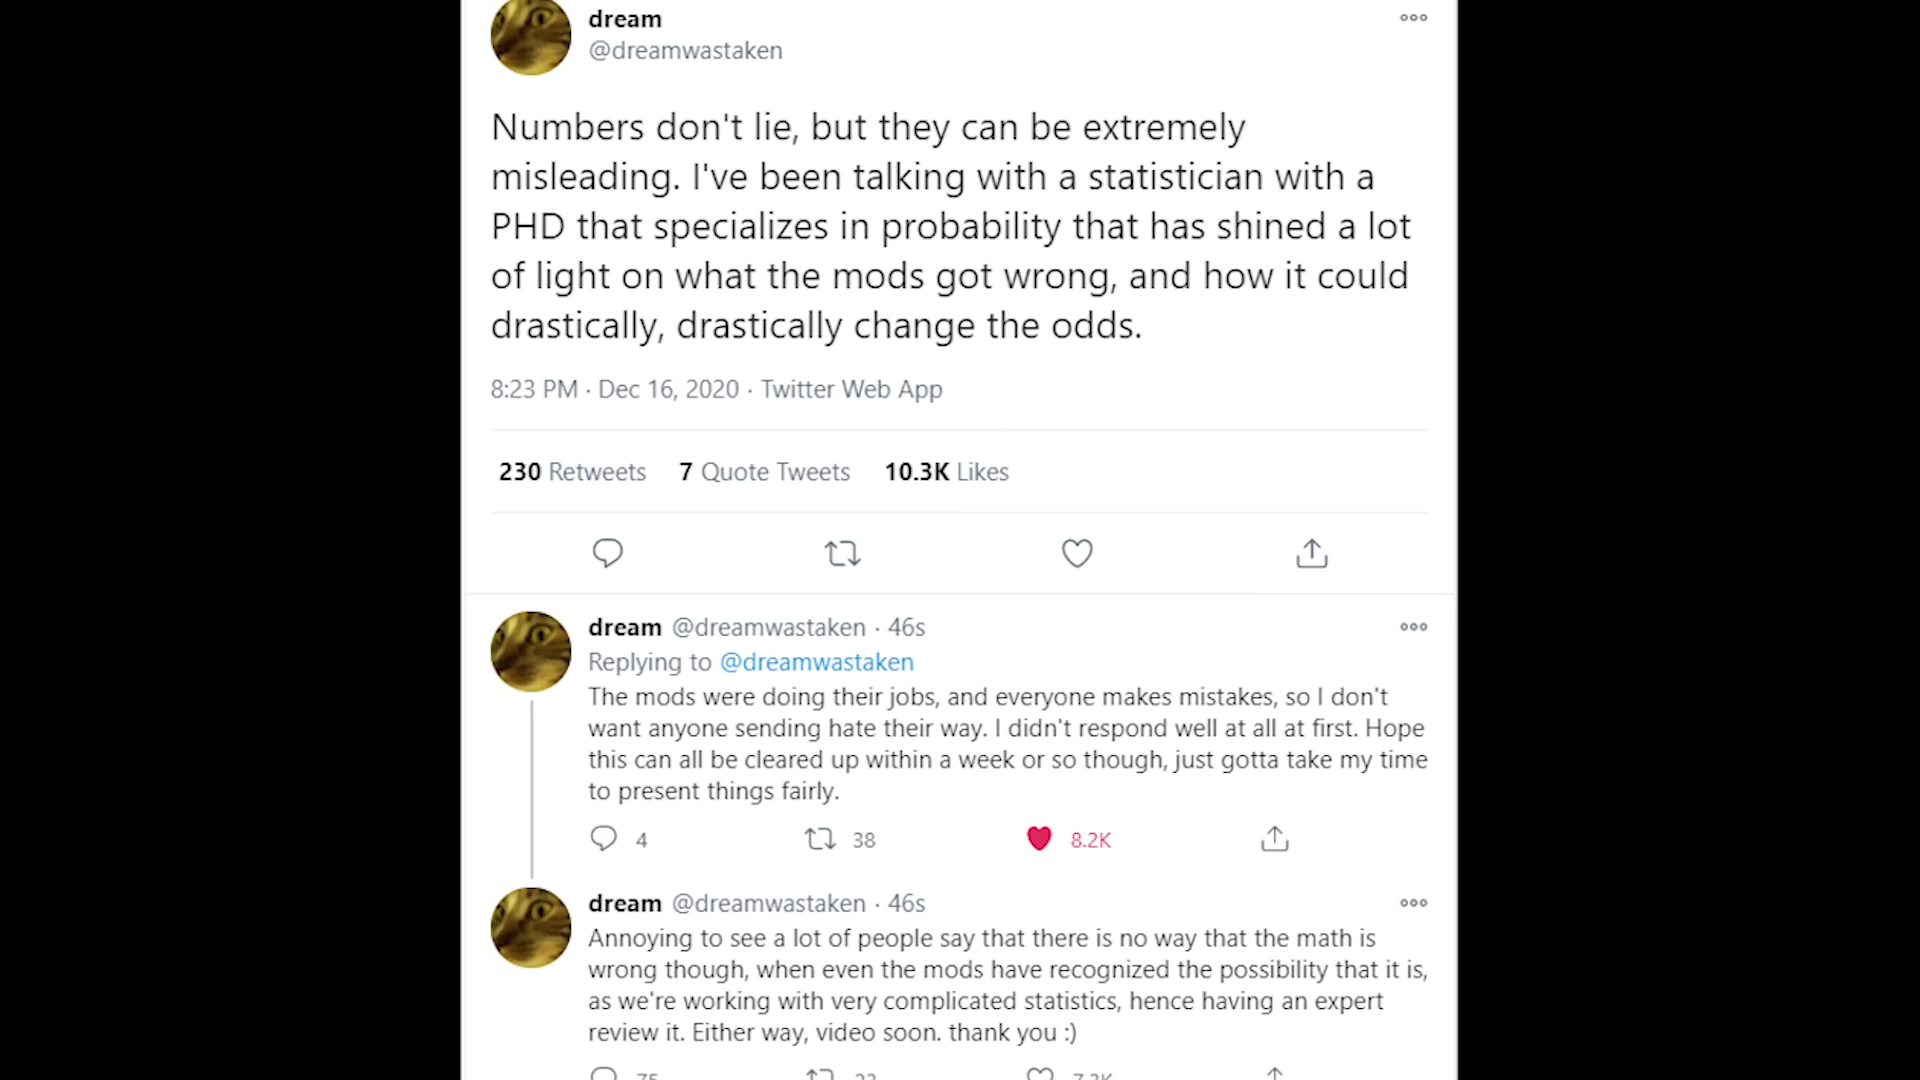 dream
@dreamwastaken
Numbers don't lie, but they can be extremely
misleading. I've been talking with a statistician with a
PHD that specializes in probability that has shined a lot
of light on what the mods got wrong, and how it could
drastically, drastically change the odds.
8:23 PM · Dec 16, 2020 · Twitter Web App
230 Retweets 7 Quote Tweets 10.3K Likes
dream @dreamwastaken · 46s
Replying to @dreamwastaken
The mods were doing their jobs, and everyone makes mistakes, so I don't
want anyone sending hate their way. I didn't respond well at all at first. Hope
this can all be cleared up within a week or so though, just gotta take my time
to present things fairly.
4 38 8.2K
dream @dreamwastaken · 46s
Annoying to see a lot of people say that there is no way that the math is
wrong though, when even the mods have recognized the possibility that it is,
as we're working with very complicated statistics, hence having an expert
review it. Either way, video soon. thank you :)